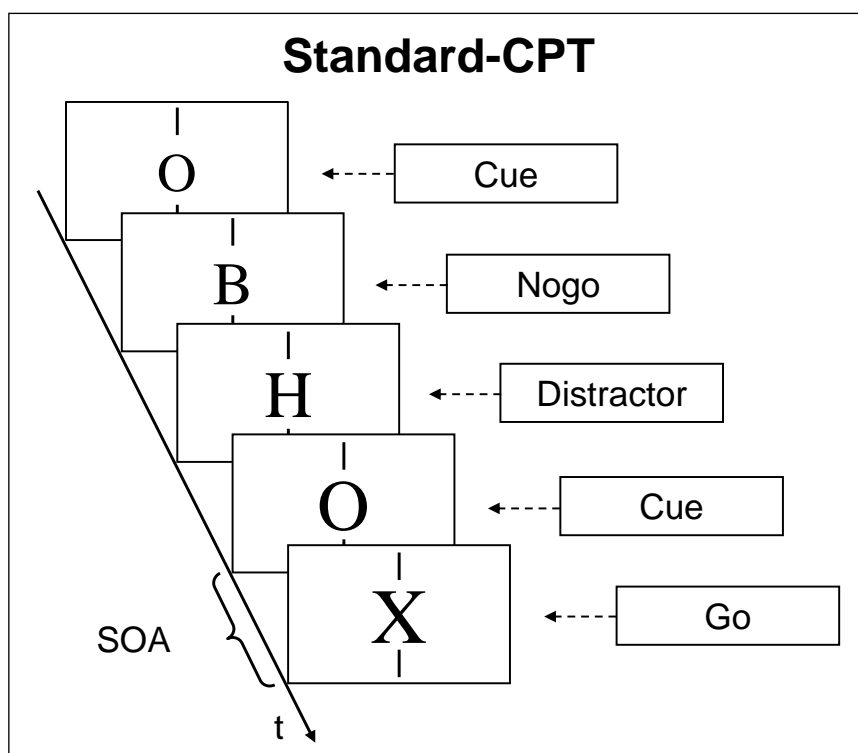 Standard-CPT
O
Cue
B
Nogo
H
Distractor
O
Cue
X
Go
SOA
t